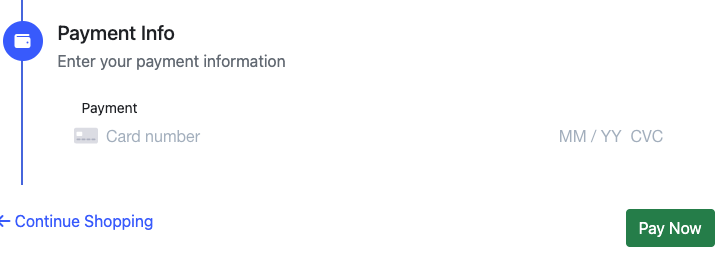 Payment Info
Enter your payment information
Payment
Card number MM / YY CVC
← Continue Shopping
Pay Now